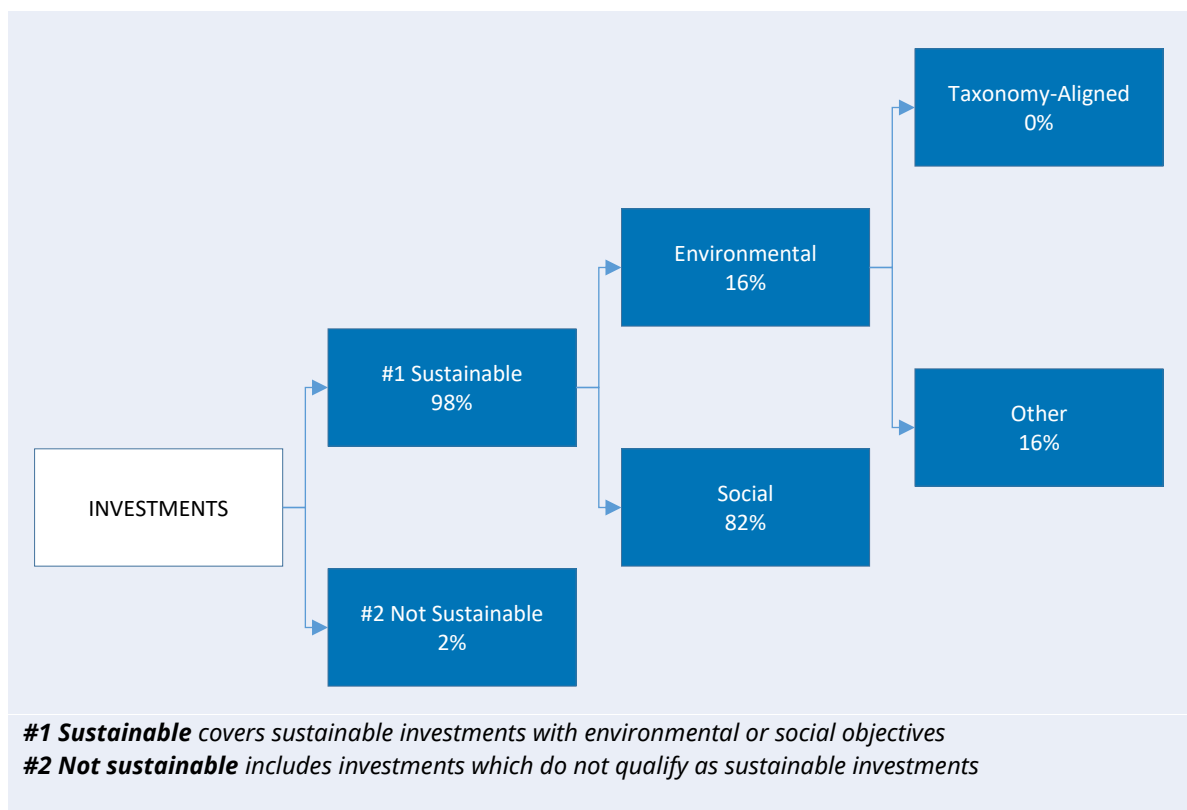 Taxonomy-Aligned
0%
Environmental
16%
#1 Sustainable
98%
Other
16%
INVESTMENTS
Social
82%
#2 Not Sustainable
2%
#1 Sustainable covers sustainable investments with environmental or social objectives
#2 Not sustainable includes investments which do not qualify as sustainable investments